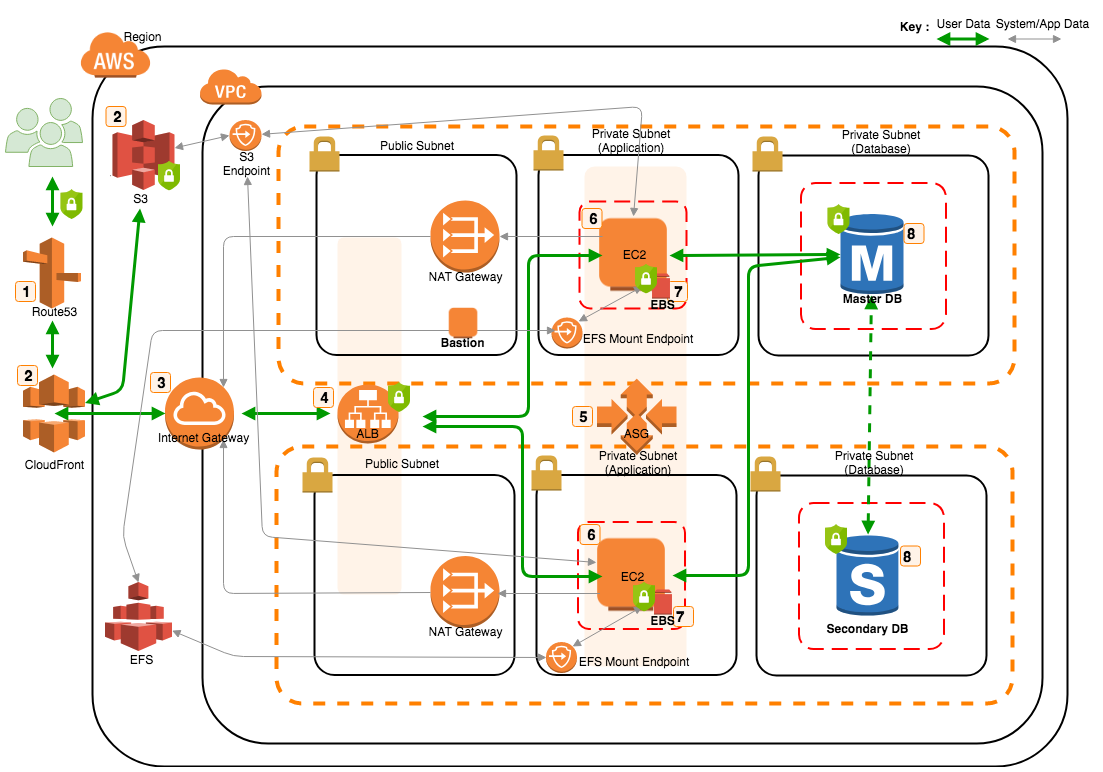 Key : User Data System/App Data
Region
AWS
VPC
2
S3
S3
Endpoint
Public Subnet
Private Subnet
(Application)
Private Subnet
(Database)
6
EC2
7
EBS
8
M
Master DB
NAT Gateway
Bastion
EFS Mount Endpoint
1
Route53
2
CloudFront
3
Internet Gateway
4
ALB
5
ASG
Public Subnet
Private Subnet
(Application)
Private Subnet
(Database)
6
EC2
7
EBS
8
S
Secondary DB
NAT Gateway
EFS Mount Endpoint
EFS